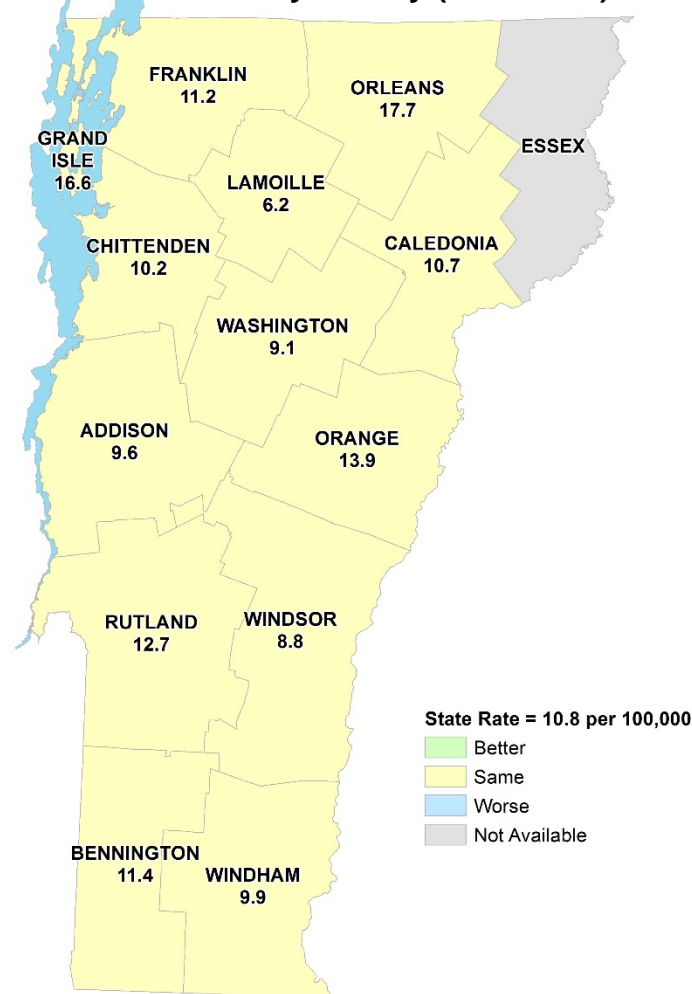 FRANKLIN
11.2
ORLEANS
17.7
GRAND
ISLE
16.6
ESSEX
LAMOILLE
6.2
CHITTENDEN
10.2
CALEDONIA
10.7
WASHINGTON
9.1
ADDISON
9.6
ORANGE
13.9
RUTLAND
12.7
WINDSOR
8.8
State Rate = 10.8 per 100,000
Better
Same
Worse
Not Available
BENNINGTON
11.4
WINDHAM
9.9